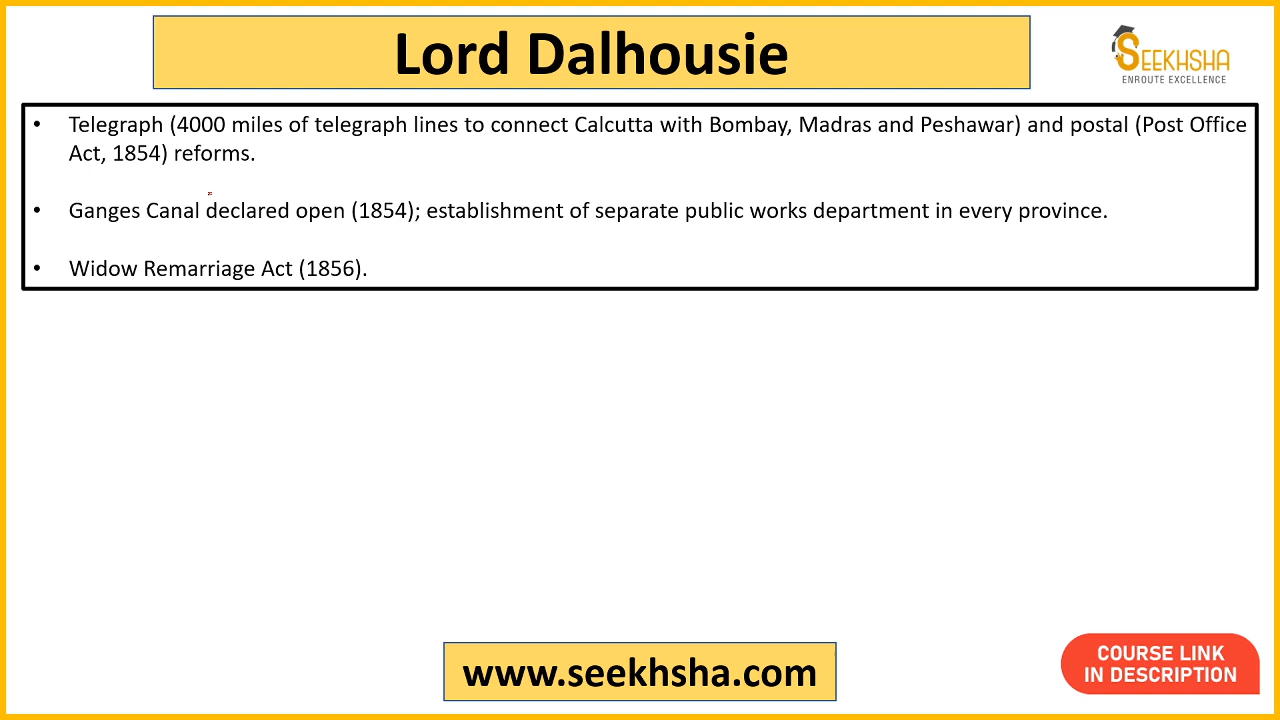 Lord Dalhousie
SEEKHSHA
ENROUTE EXCELLENCE
• Telegraph (4000 miles of telegraph lines to connect Calcutta with Bombay, Madras and Peshawar) and postal (Post Office
Act, 1854) reforms.
• Ganges Canal declared open (1854); establishment of separate public works department in every province.
• Widow Remarriage Act (1856).
www.seekhsha.com
COURSE LINK
IN DESCRIPTION